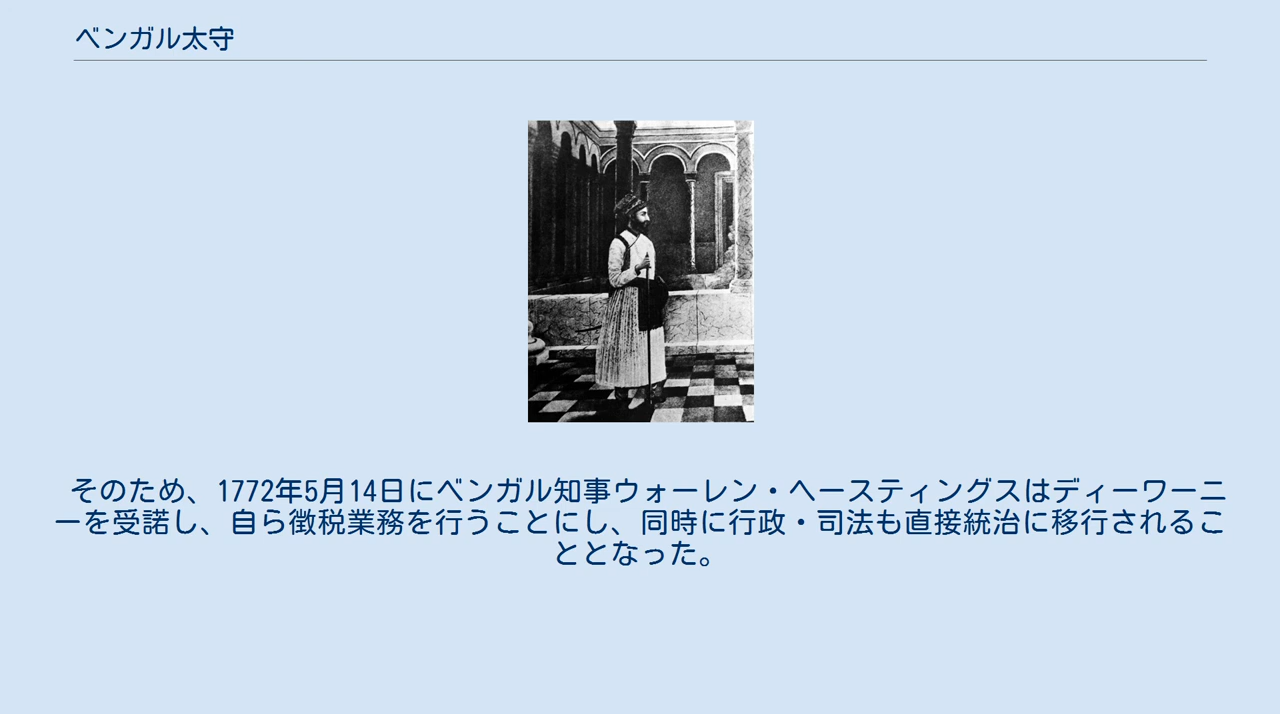 ベンガル太守
そのため、1772年5月14日にベンガル知事ウォーレン・ヘースティングスはディーワーニ
ーを受諾し、自ら徴税業務を行うことにし、同時に行政・司法も直接統治に移行されるこ
ととなった。